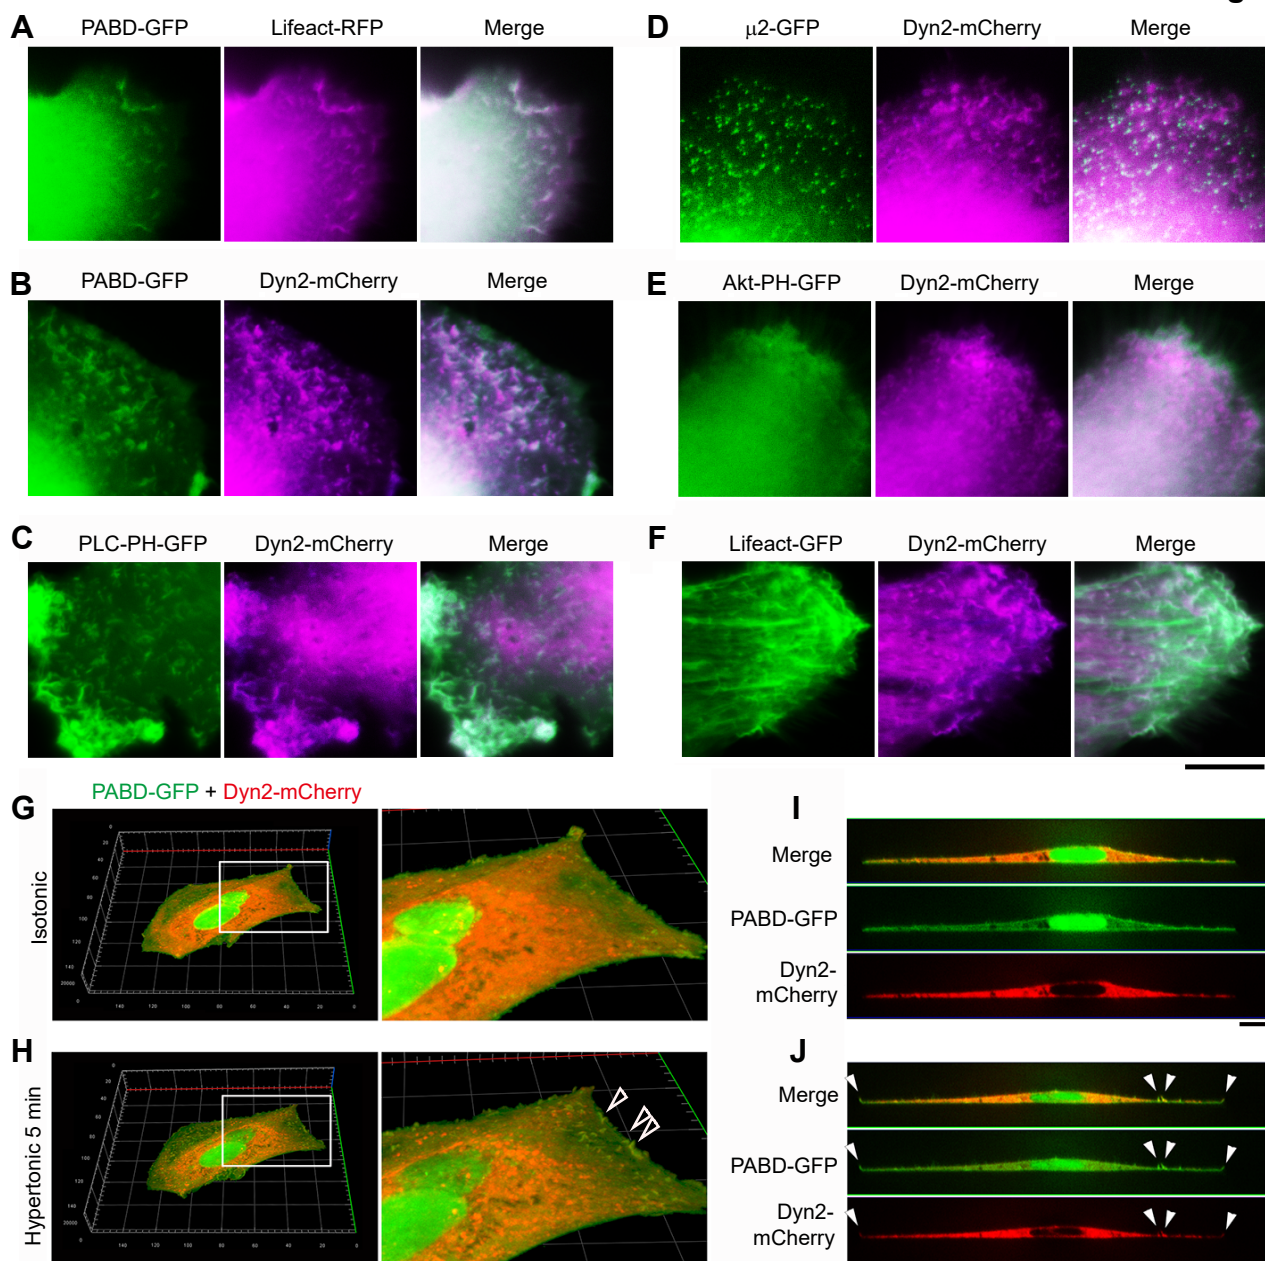 A PABD-GFP Lifeact-RFP Merge
D μ2-GFP Dyn2-mCherry Merge
B PABD-GFP Dyn2-mCherry Merge
E Akt-PH-GFP Dyn2-mCherry Merge
C PLC-PH-GFP Dyn2-mCherry Merge
F Lifeact-GFP Dyn2-mCherry Merge
PABD-GFP + Dyn2-mCherry
G
Isotonic
H
Hypertonic 5 min
I
Merge
PABD-GFP
Dyn2-
mCherry
J
Merge
PABD-GFP
Dyn2-
mCherry